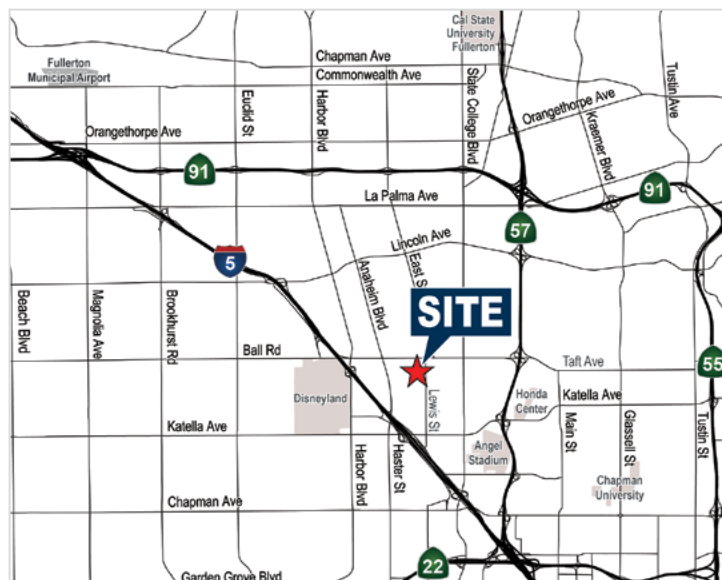 Cal State
University
Fullerton
Chapman Ave
Commonwealth Ave
Fullerton
Municipal Airport
Euclid St
Harbor Blvd
State College Blvd
Tustin Ave
Orangethorpe Ave
Kraemer Blvd
Orangethorpe Ave
91
91
La Palma Ave
57
Lincoln Ave
5
East S
Anaheim Blvd
SITE
Beach Blvd
Magnolia Ave
Brookhurst Rd
Ball Rd
Taft Ave
55
Disneyland
Lewis St
Honda
Center
Katella Ave
Main St
Glassell St
Tustin St
Katella Ave
Harbor Blvd
Haster St
Angel
Stadium
Chapman
University
Chapman Ave
22
Garden Grove Blvd